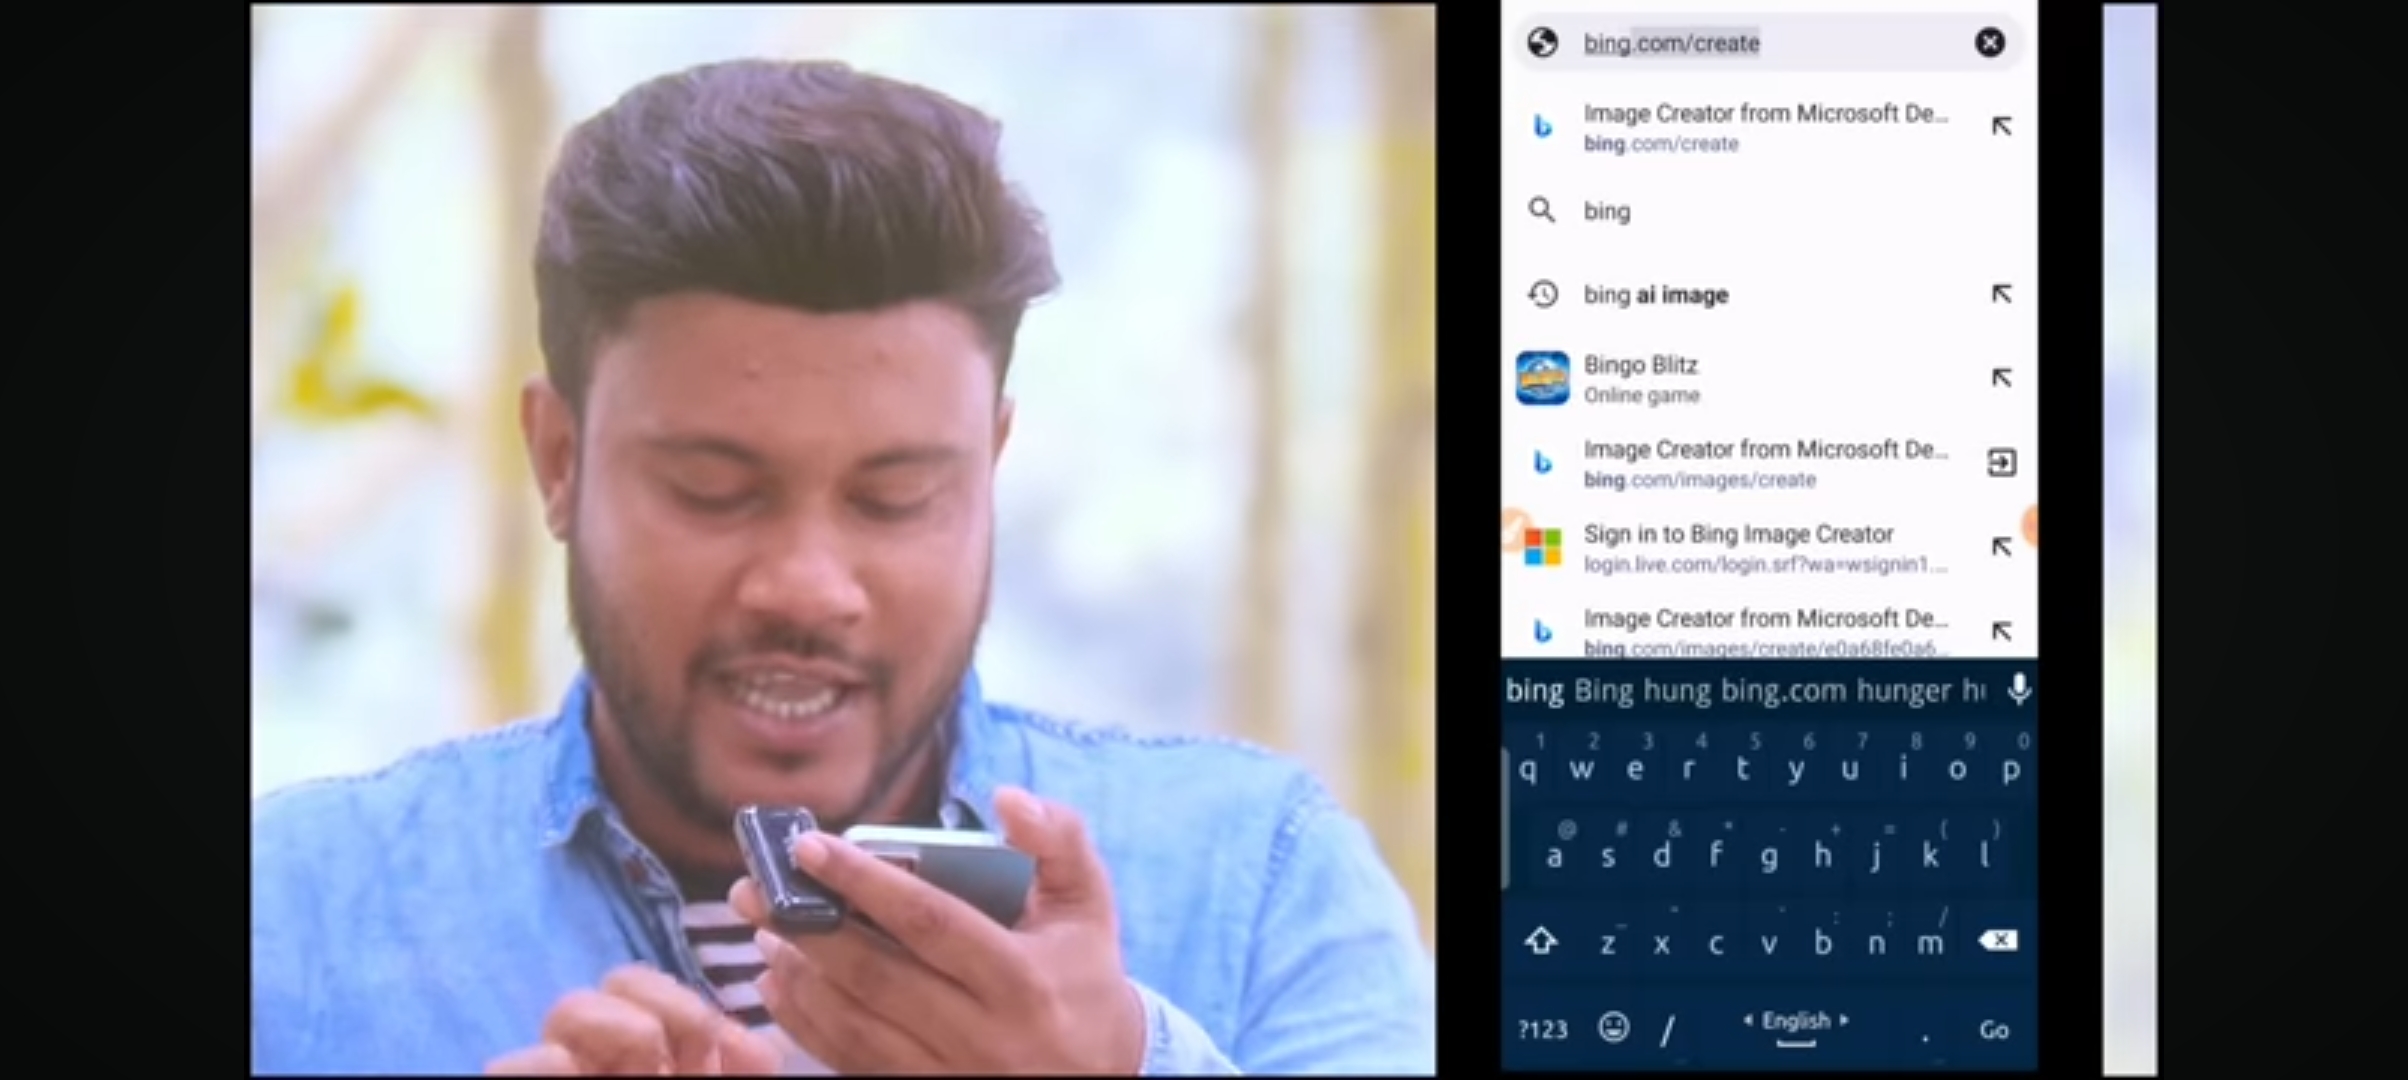 bing.com/create
Image Creator from Microsoft De...
bing.com/create
bing
bing ai image
Bingo Blitz
Online game
Image Creator from Microsoft De...
bing.com/images/create
Sign in to Bing Image Creator
login.live.com/login.srf?wa=wsignin1...
Image Creator from Microsoft De...
bing.com/images/create/e0a68fe0a6...
bing Bing hung bing.com hunger
1 2 3 4 5 6 7 8 9 0
q w e r t y u i o p
@ # & * - + = ( )
a s d f g h j k l
z x c v b n m
?123 / English . Go